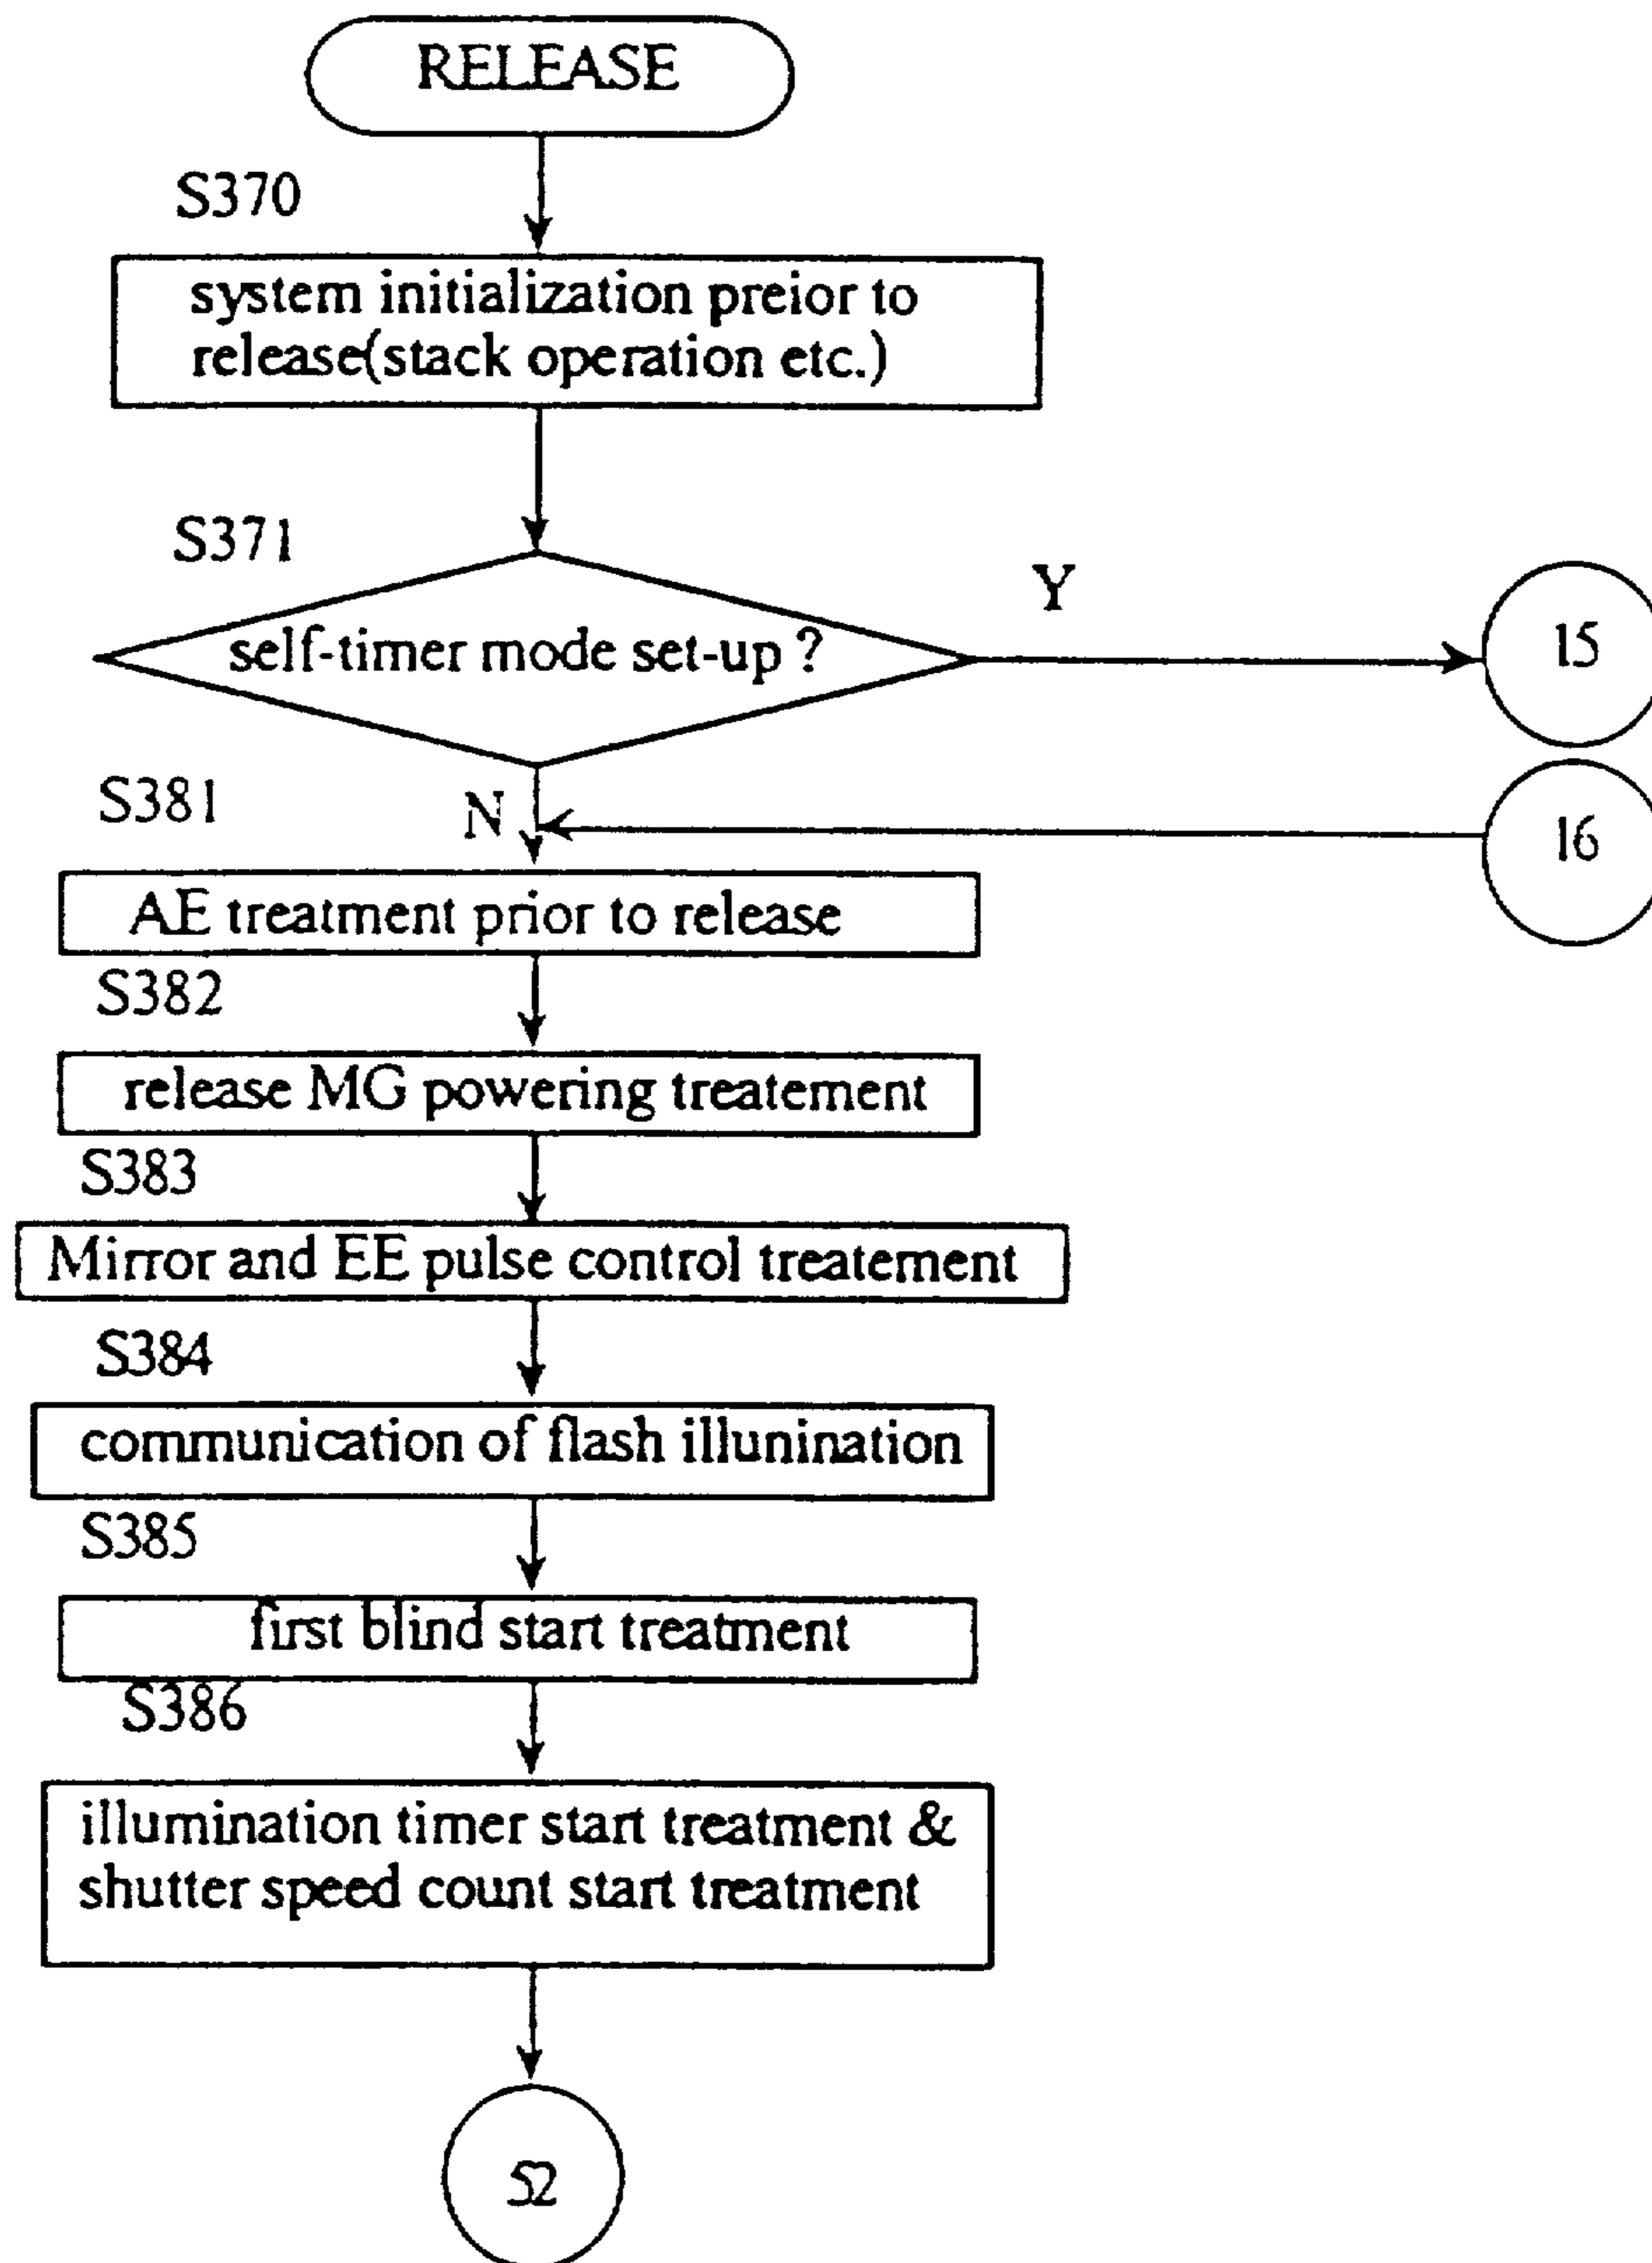 RELEASE
S370
system initialization preior to
release(stack operation etc.)
S371
self-timer mode set-up ?
Y
15
S381
N
16
AE treatment prior to release
S382
release MG powering treatement
S383
Mirror and EE pulse control treatement
S384
communication of flash illunination
S385
first blind start treatment
S386
illumination timer start treatment &
shutter speed count start treatment
52